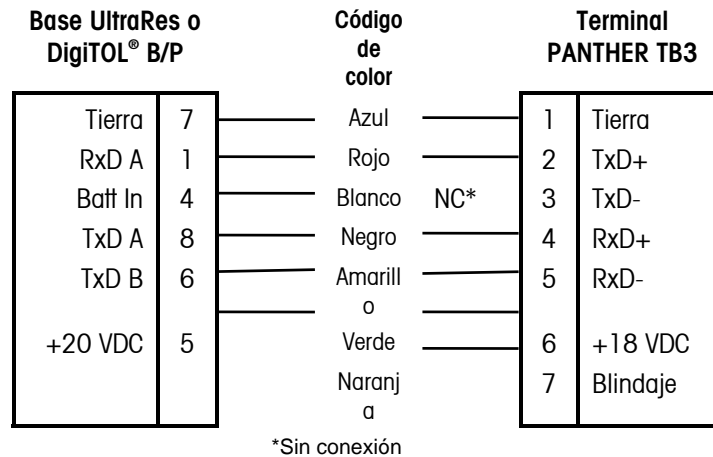 Base UltraRes o
DigiTOL® B/P
Código
de
color
Terminal
PANTHER TB3
Tierra 7 Azul 1 Tierra
RxD A 1 Rojo 2 TxD+
Batt In 4 Blanco NC* 3 TxD-
TxD A 8 Negro 4 RxD+
TxD B 6 Amarill 5 RxD-
o
+20 VDC 5 Verde 6 +18 VDC
Naranj 7 Blindaje
a
*Sin conexión